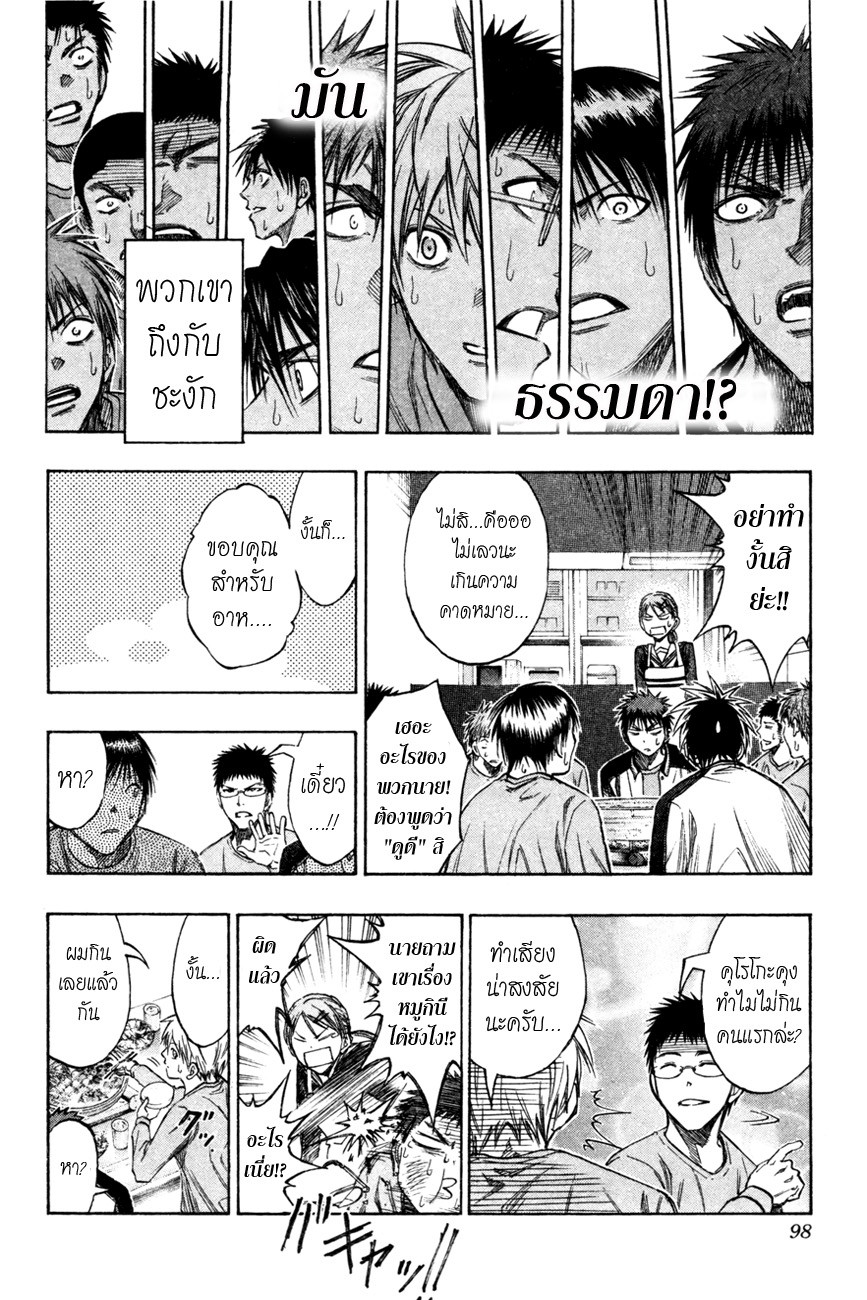 มัน
ธรรมดา!?
พวกเขา
ถึงกับ
ชะงัก
อย่าทำ
งั้นสิ
ย่ะ!!
ไม่สิ...คือออ
ไม่เลวนะ
เกินความ
คาดหมาย...
เฮอะ
อะไรของ
พวกนาย!
ต้องพูดว่า
"ดูดี" สิ
งั้นก็...
ขอบคุณ
สำหรับ
อาห....
เดี๋ยว
...!!
หา?
คุโรโกะคุง
ทำไมไม่กิน
คนแรกล่ะ?
ทำเสียง
น่าสงสัย
นะครับ...
นายถาม
เขาเรื่อง
หมูกินี
ได้ยังไง!?
ผิด
แล้ว
อะไร
เนี่ย!?
ギャッ!!
งั้น...
ผมกิน
เลยแล้ว
กัน
グッ
หา?
98